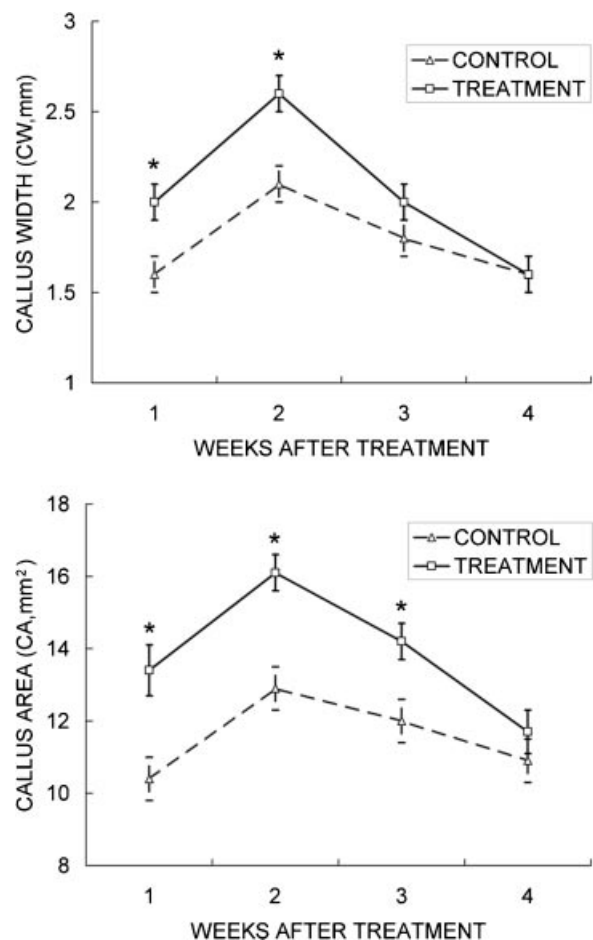 3
2.5
2
1.5
1
CALLUS WIDTH (CW,mm)
*
*
CONTROL
TREATMENT
1 2 3 4
WEEKS AFTER TREATMENT
18
16
14
12
10
8
CALLUS AREA (CA,mm⁻²)
*
*
*
CONTROL
TREATMENT
1 2 3 4
WEEKS AFTER TREATMENT